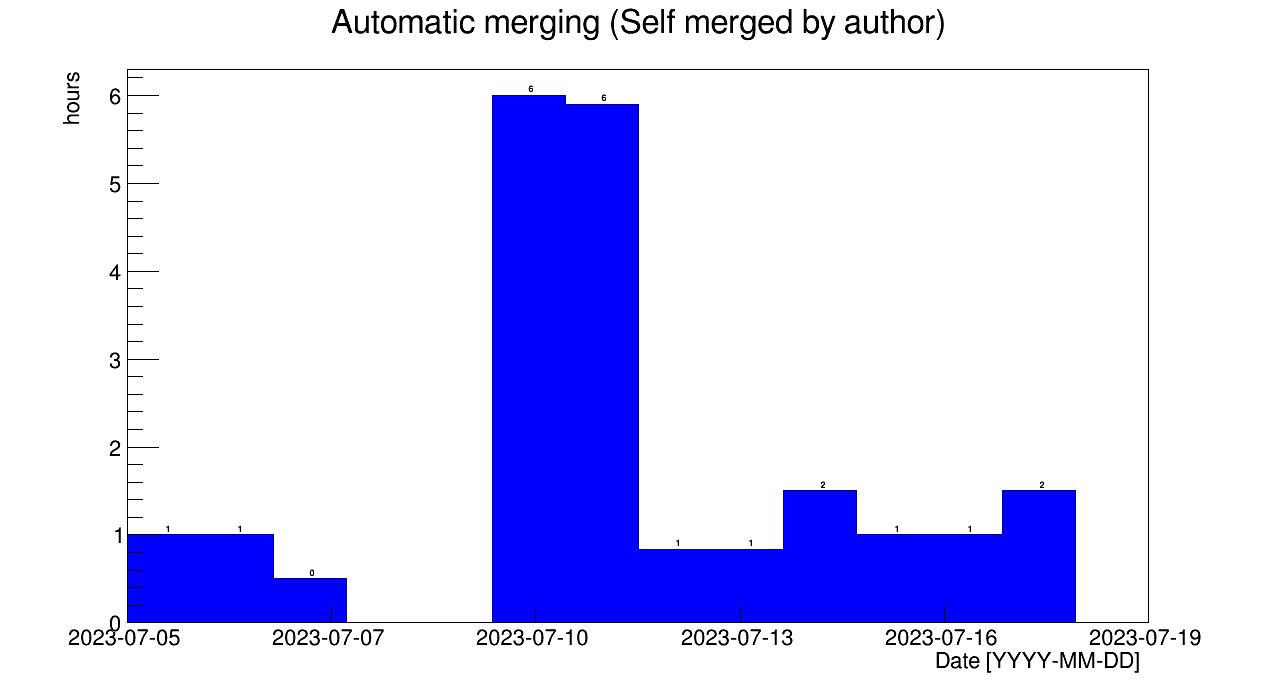 Automatic merging (Self merged by author)
hours
6
5
4
3
2
1
0
6 6
1 1 0 1 1 2 1 1 2
2023-07-05 2023-07-07 2023-07-10 2023-07-13 2023-07-16 2023-07-19
Date [YYYY-MM-DD]